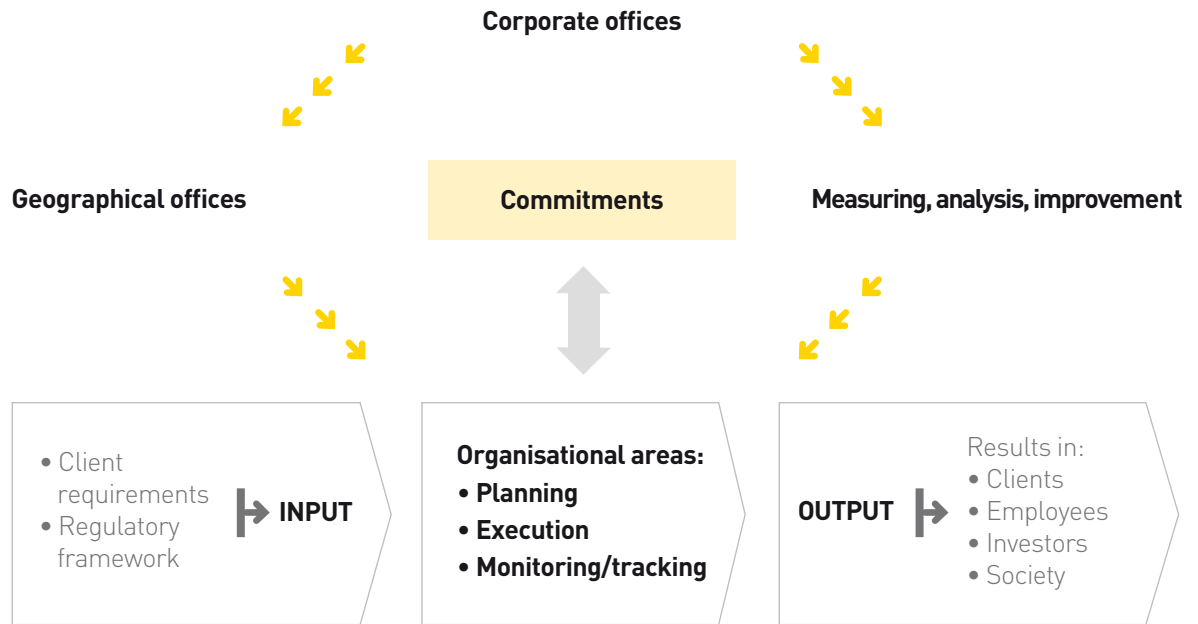 Corporate offices
Geographical offices
Commitments
Measuring, analysis, improvement
• Client
requirements
• Regulatory
framework
INPUT
Organisational areas:
• Planning
• Execution
• Monitoring/tracking
OUTPUT
Results in:
• Clients
• Employees
• Investors
• Society